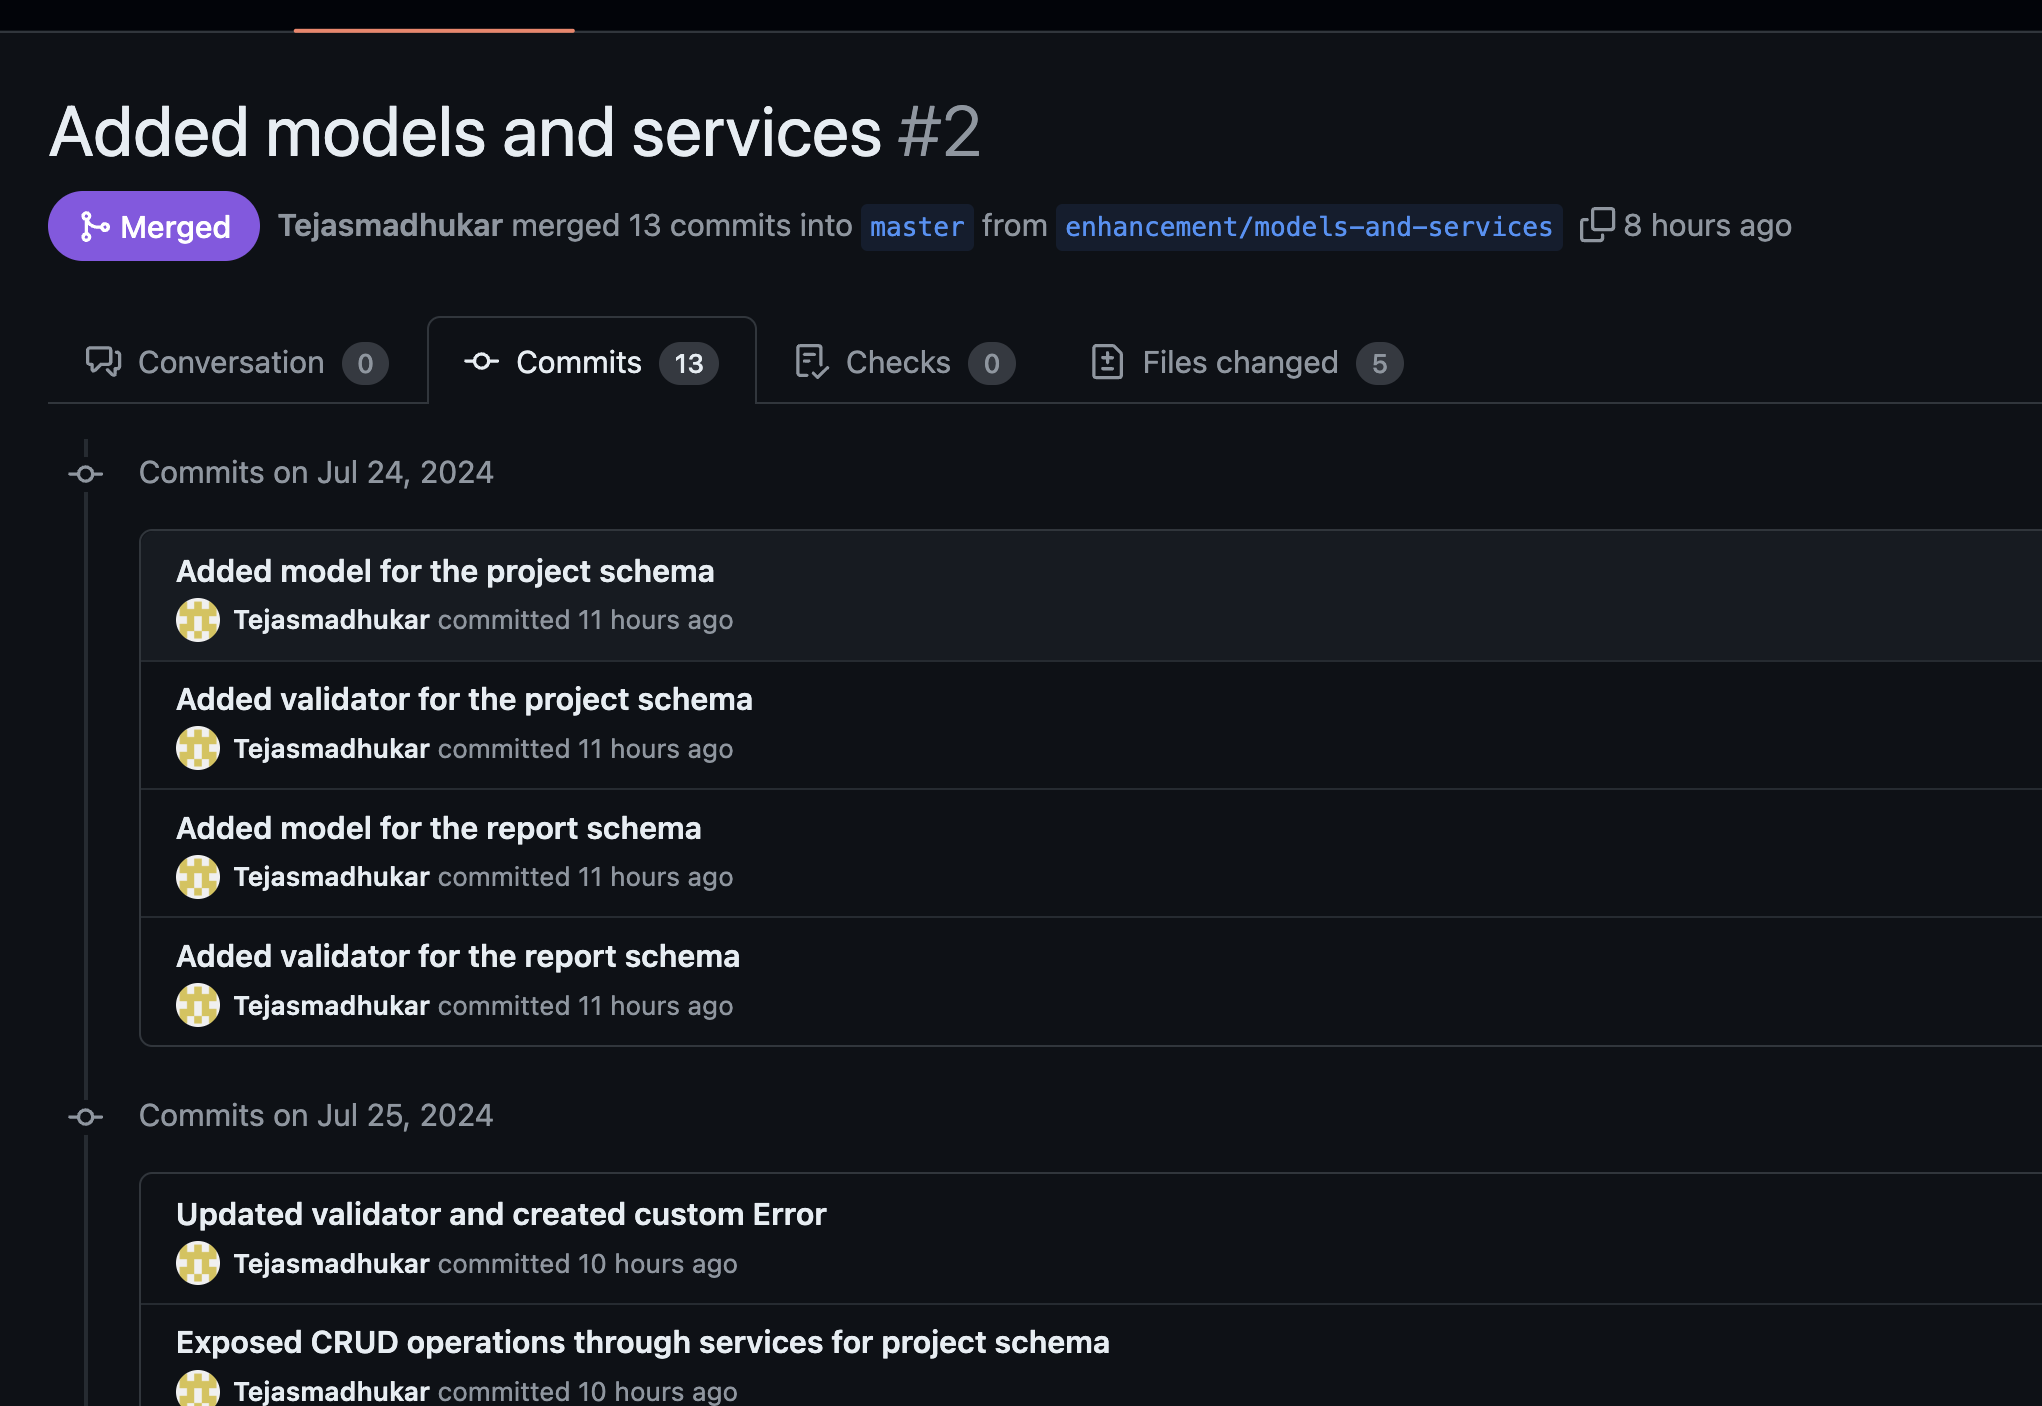 Added models and services #2
Merged Tejasmadhukar merged 13 commits into master from enhancement/models-and-services 8 hours ago
Conversation 0 Commits 13 Checks 0 Files changed 5
Commits on Jul 24, 2024
Added model for the project schema
Tejasmadhukar committed 11 hours ago
Added validator for the project schema
Tejasmadhukar committed 11 hours ago
Added model for the report schema
Tejasmadhukar committed 11 hours ago
Added validator for the report schema
Tejasmadhukar committed 11 hours ago
Commits on Jul 25, 2024
Updated validator and created custom Error
Tejasmadhukar committed 10 hours ago
Exposed CRUD operations through services for project schema
Tejasmadhukar committed 10 hours ago